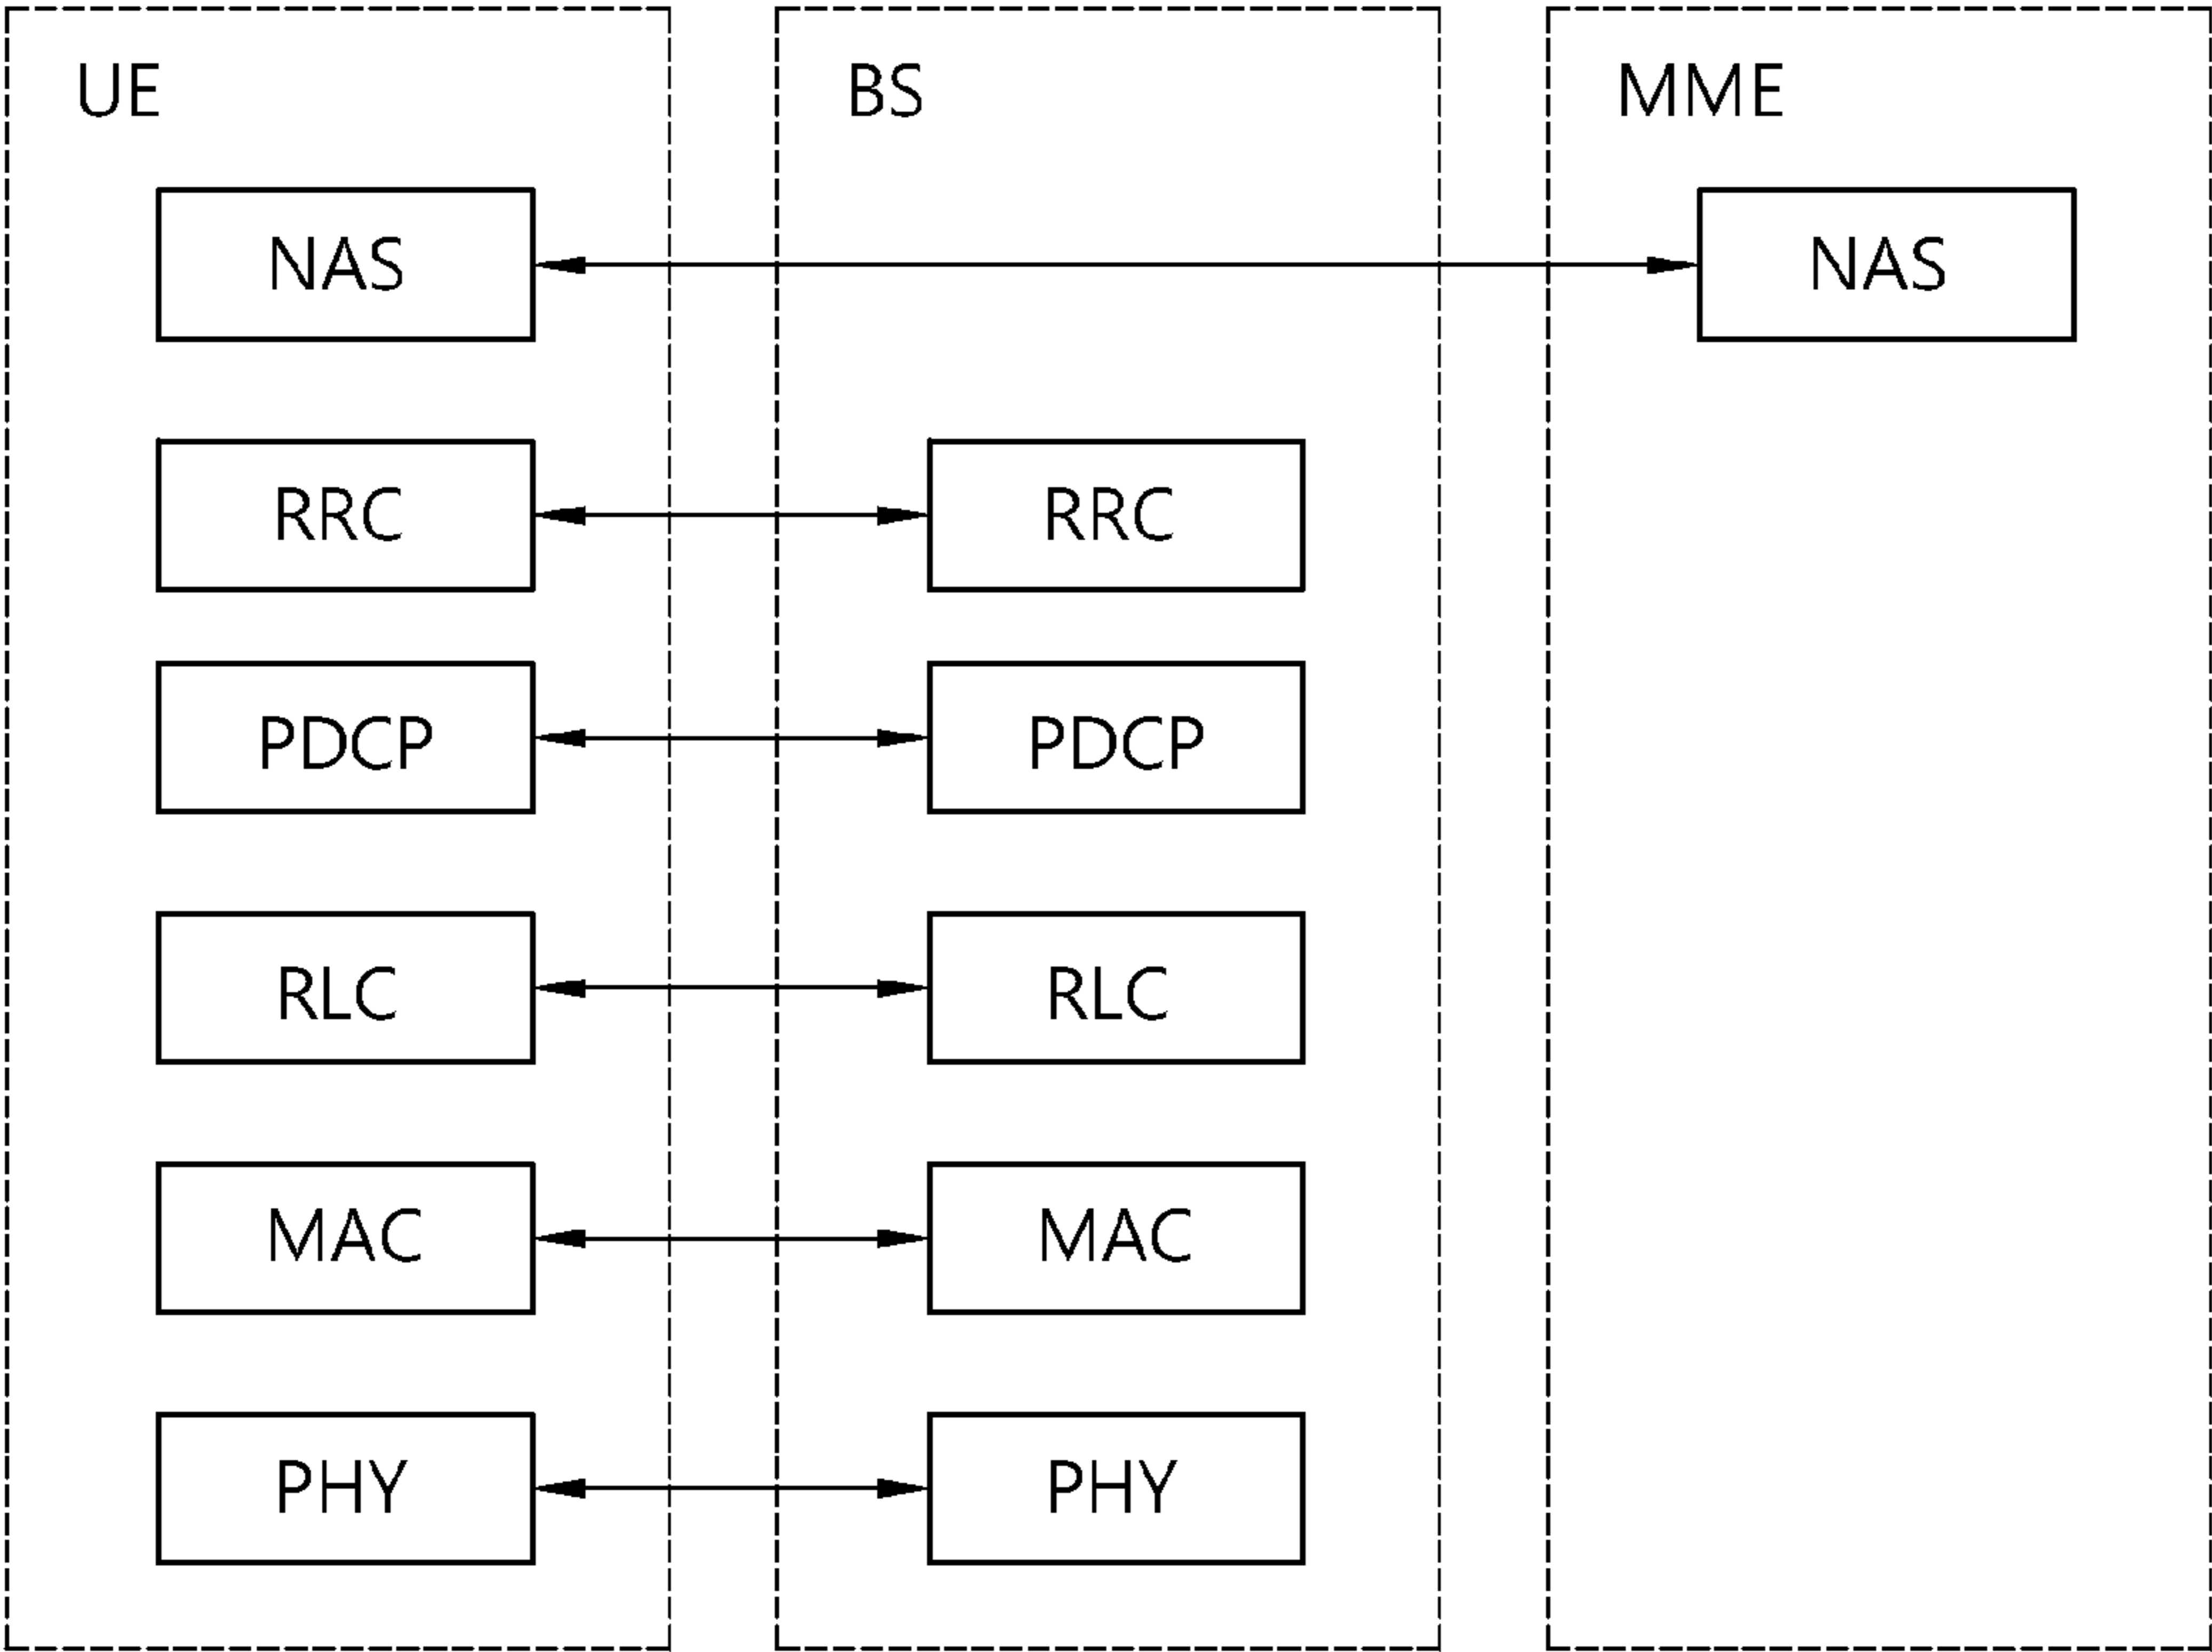 UE BS MME
NAS NAS
RRC RRC
PDCP PDCP
RLC RLC
MAC MAC
PHY PHY